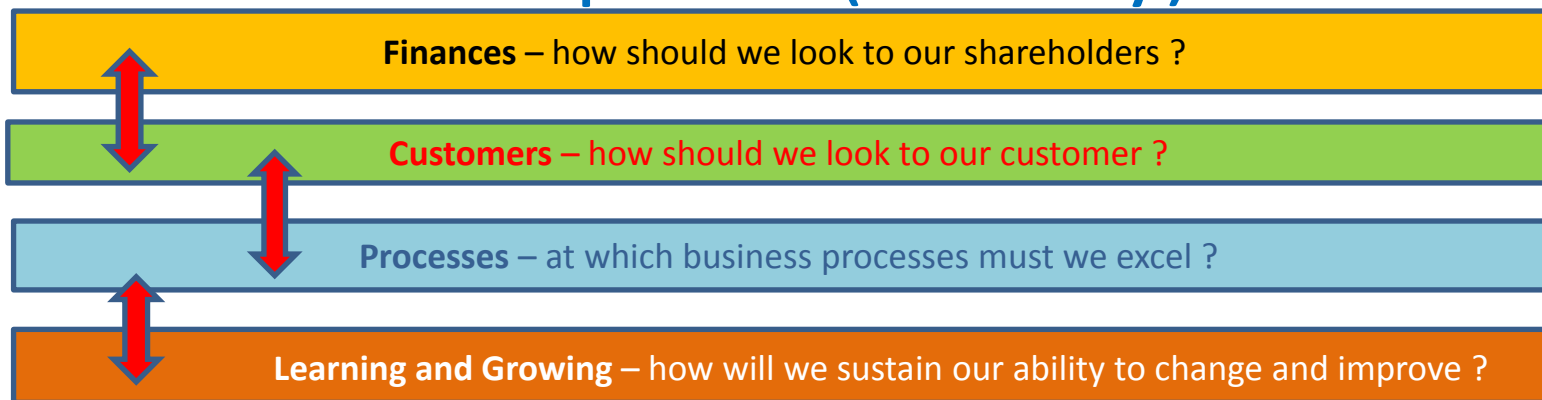 Finances – how should we look to our shareholders ?
Customers – how should we look to our customer ?
Processes – at which business processes must we excel ?
Learning and Growing – how will we sustain our ability to change and improve ?